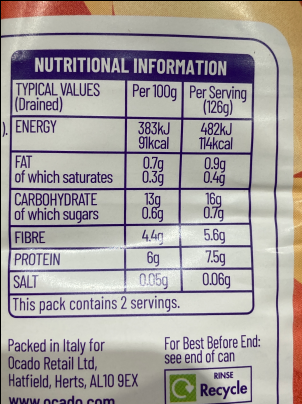 NUTRITIONAL INFORMATION
TYPICAL VALUES Per 100g Per Serving
(Drained) (126g)
).
ENERGY 383kJ 482kJ
91kcal 114kcal
FAT 0.7g 0.9g
of which saturates 0.3g 0.4g
CARBOHYDRATE 13g 16g
of which sugars 0.6g 0.7g
FIBRE 4.4g 5.6g
PROTEIN 6g 7.5g
SALT 0.05g 0.06g
This pack contains 2 servings.
Packed in Italy for
Ocado Retail Ltd,
Hatfield, Herts, AL10 9EX
www.ocado.com
For Best Before End:
see end of can
RINSE
Recycle